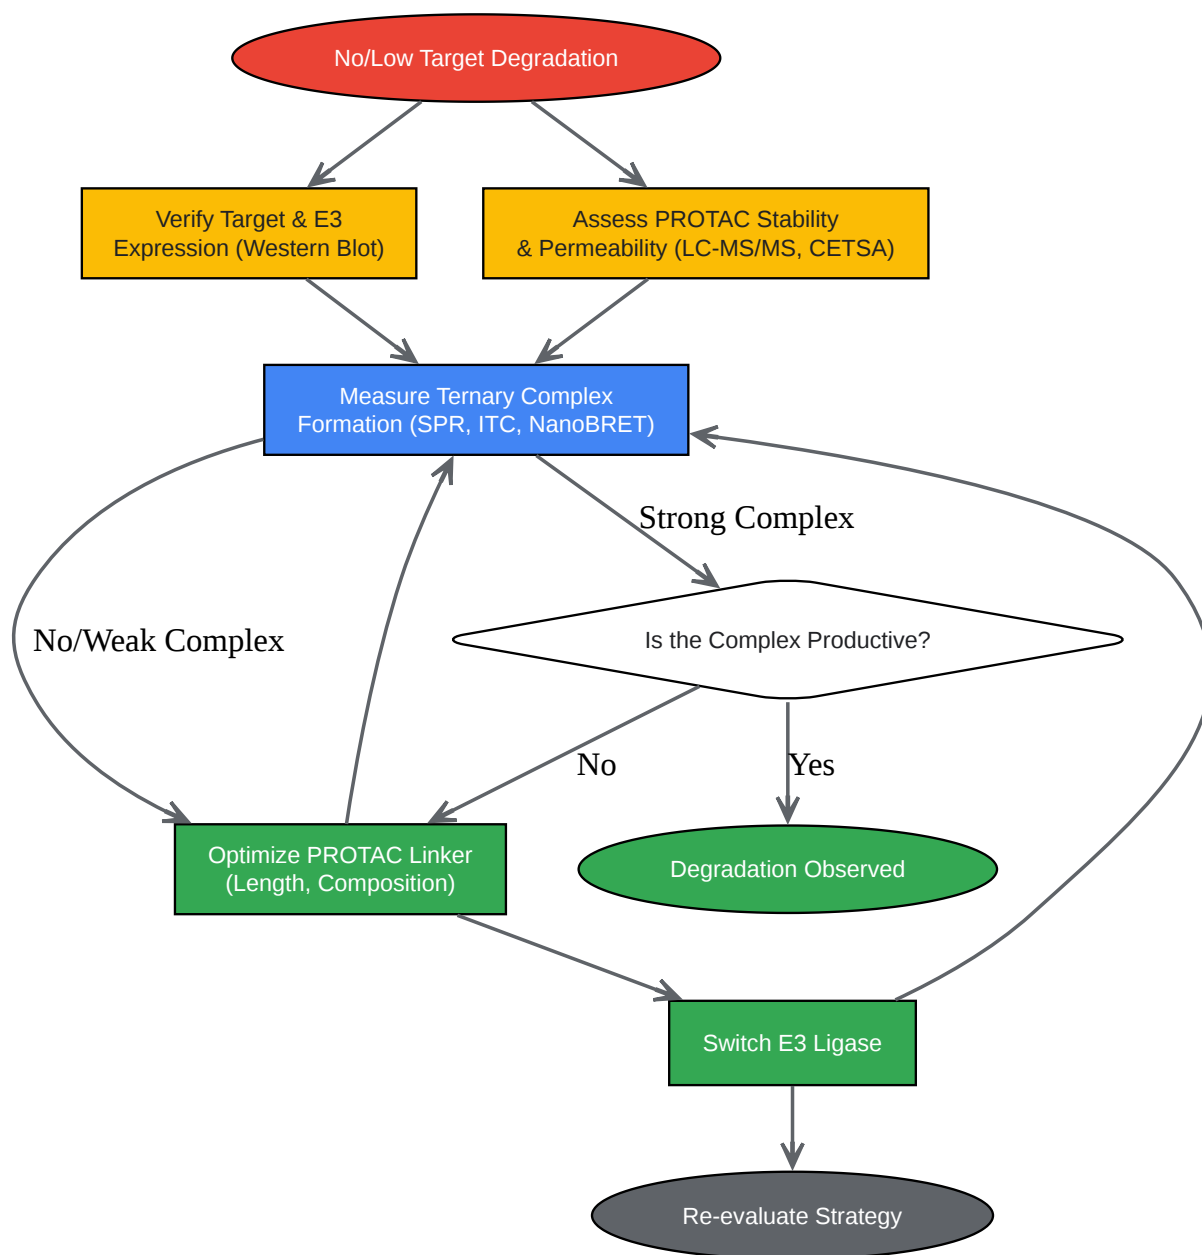 No/Low Target Degradation
Verify Target & E3
Expression (Western Blot)
Assess PROTAC Stability
& Permeability (LC-MS/MS, CETSA)
Measure Ternary Complex
Formation (SPR, ITC, NanoBRET)
Strong Complex
No/Weak Complex
Is the Complex Productive?
No
Yes
Optimize PROTAC Linker
(Length, Composition)
Degradation Observed
Switch E3 Ligase
Re-evaluate Strategy